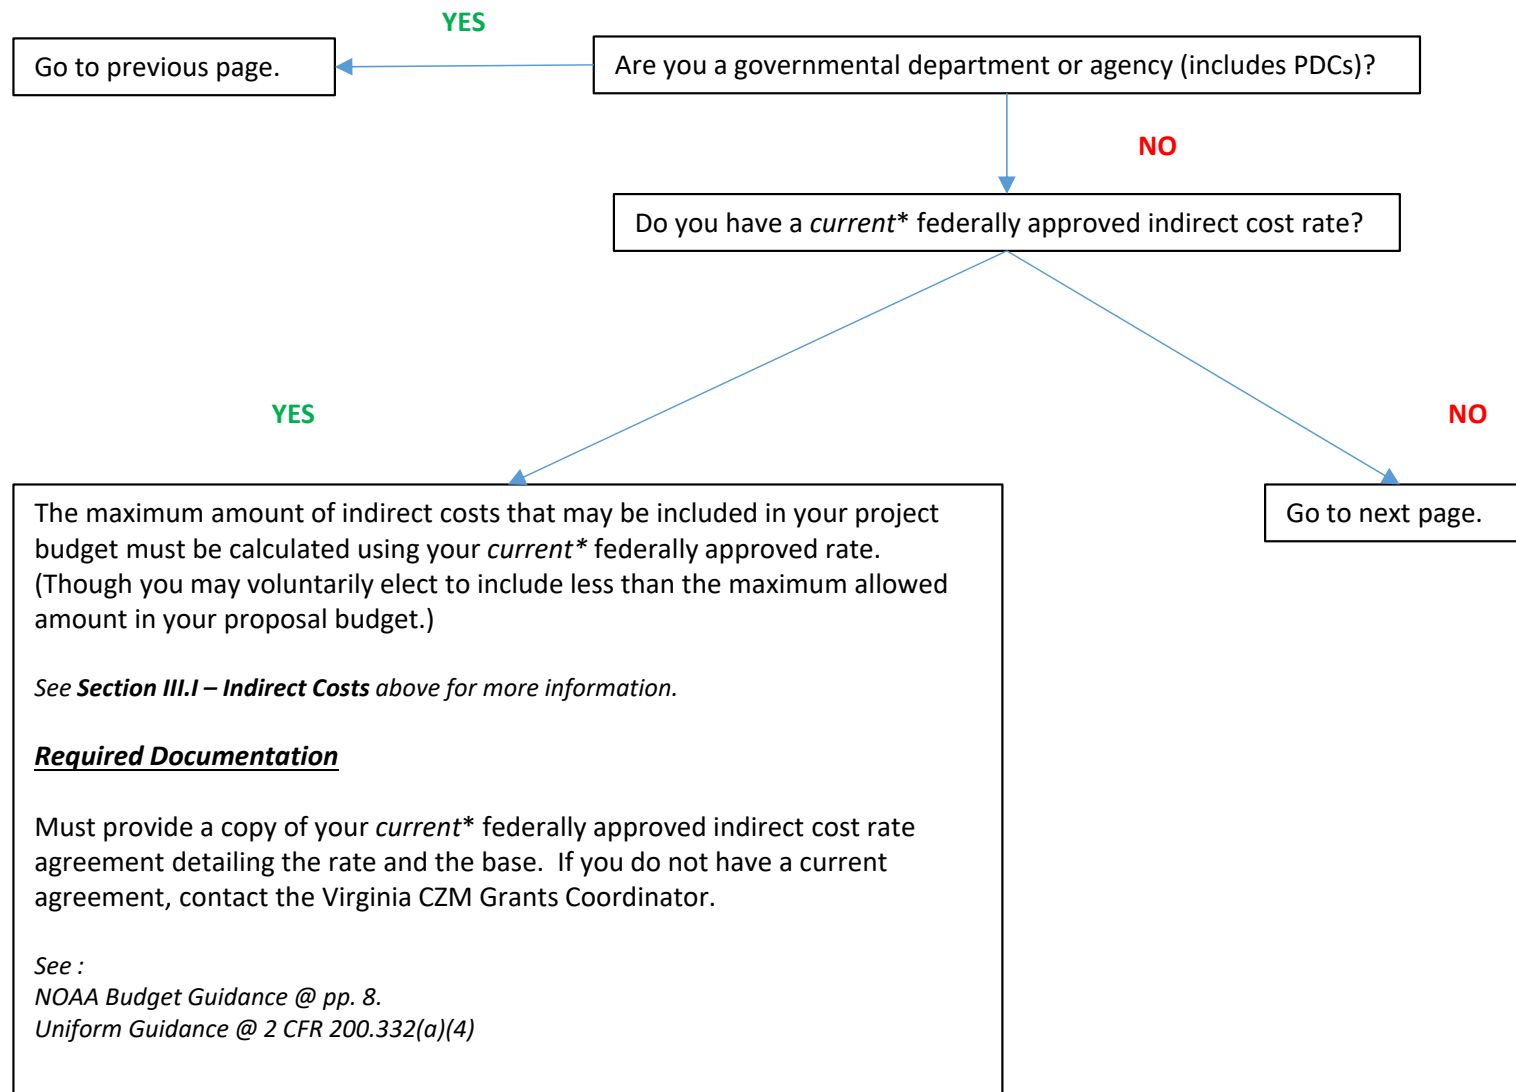 YES
Go to previous page.
Are you a governmental department or agency (includes PDCs)?
NO
Do you have a current* federally approved indirect cost rate?
YES
NO
The maximum amount of indirect costs that may be included in your project
budget must be calculated using your current* federally approved rate.
(Though you may voluntarily elect to include less than the maximum allowed
amount in your proposal budget.)
See Section III.I – Indirect Costs above for more information.
Required Documentation
Must provide a copy of your current* federally approved indirect cost rate
agreement detailing the rate and the base.  If you do not have a current
agreement, contact the Virginia CZM Grants Coordinator.
See :
NOAA Budget Guidance @ pp. 8.
Uniform Guidance @ 2 CFR 200.332(a)(4)
Go to next page.